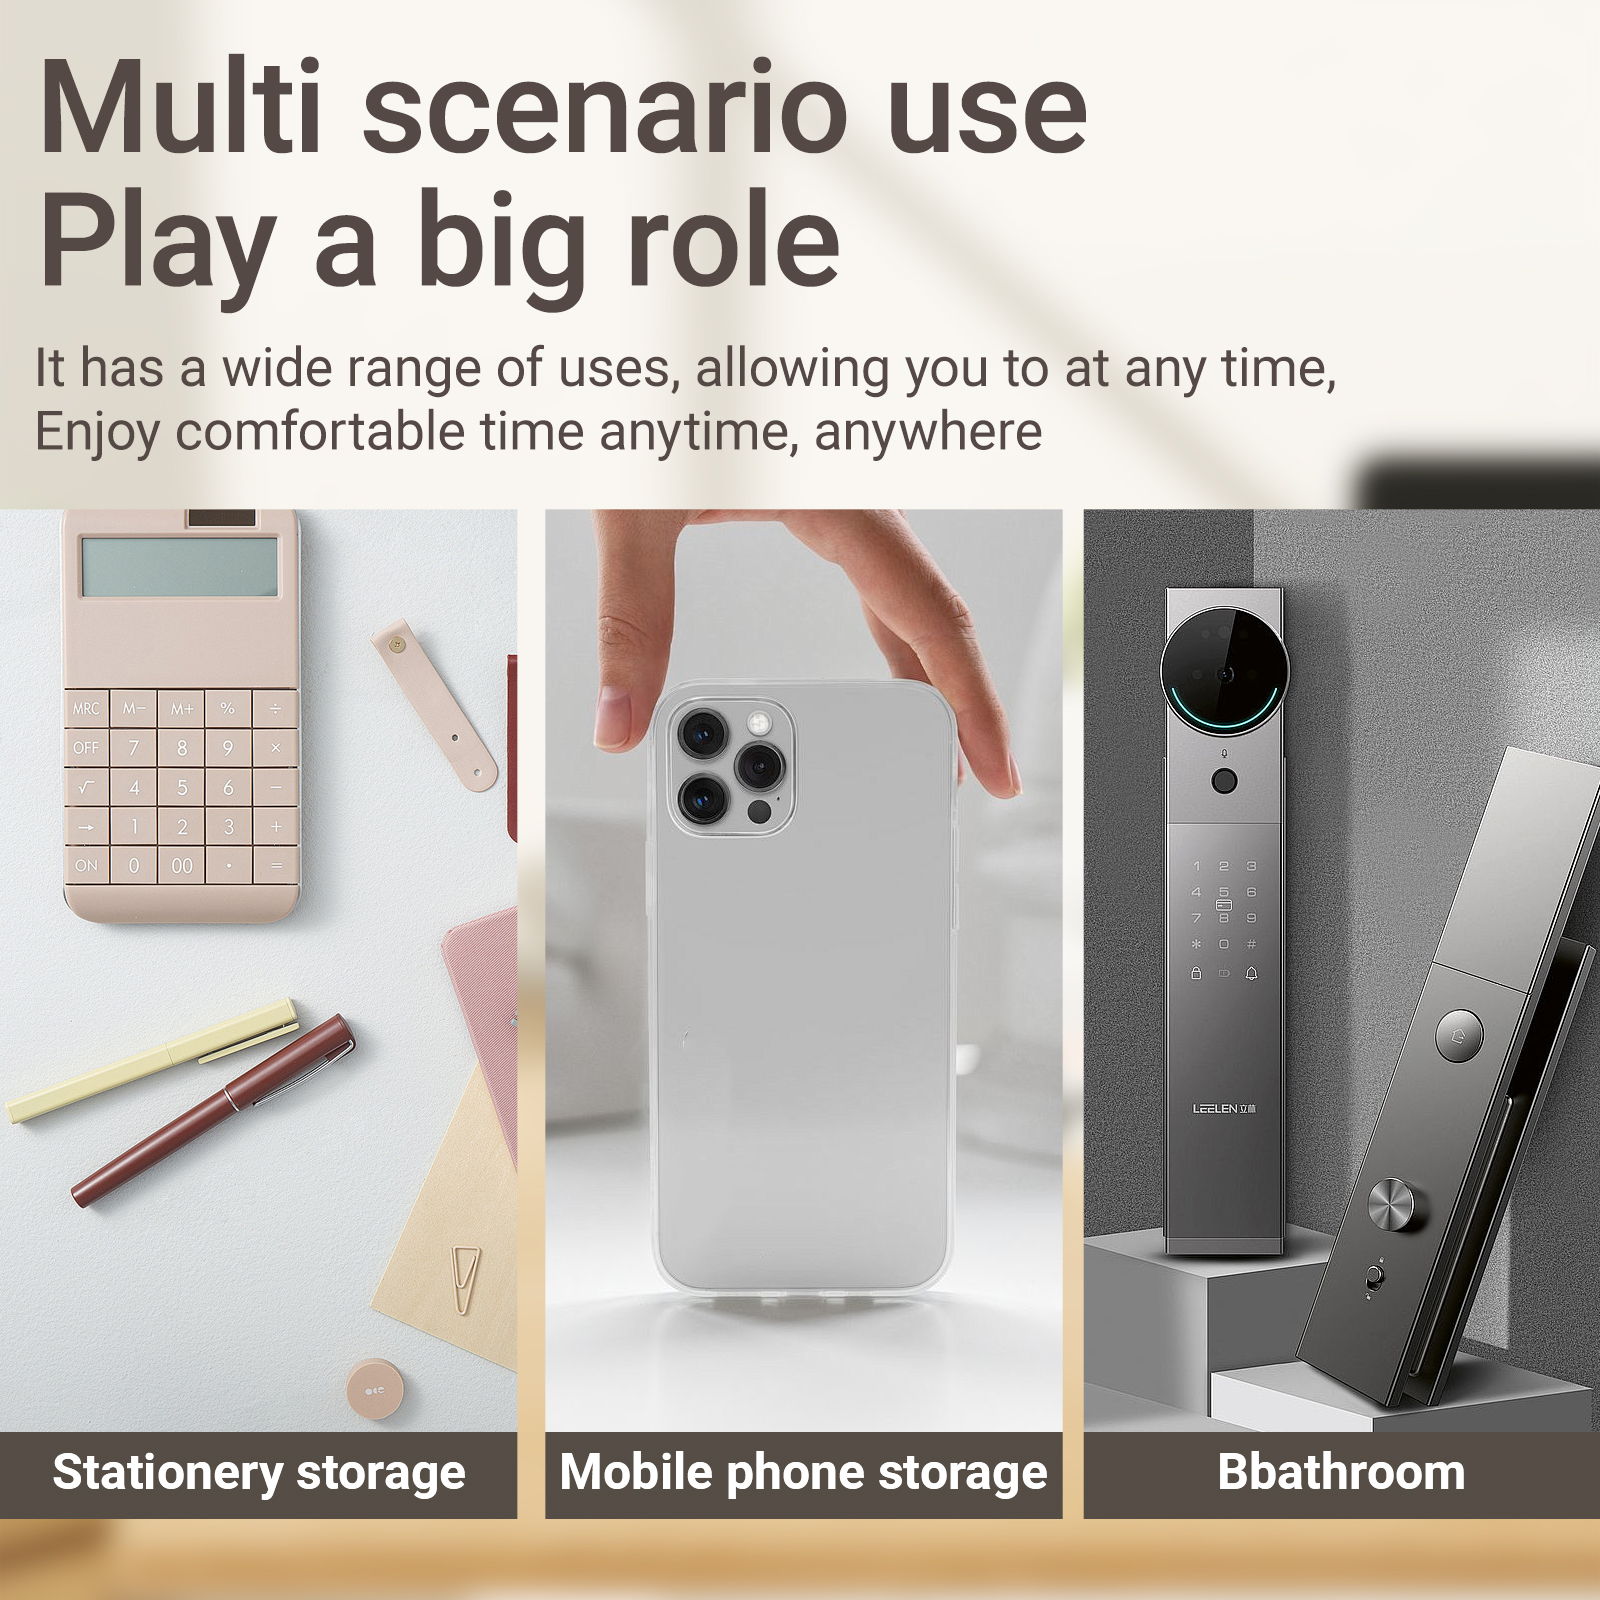 Multi scenario use
Play a big role
It has a wide range of uses, allowing you to at any time,
Enjoy comfortable time anytime, anywhere
MRC M− M+ % ÷
OFF 7 8 9 ×
√ 4 5 6 −
→ 1 2 3 +
ON 0 00 · =
1 2 3
4 5 6
7 8 9
* 0 #
LEELEN 立林
Stationery storage
Mobile phone storage
Bbathroom